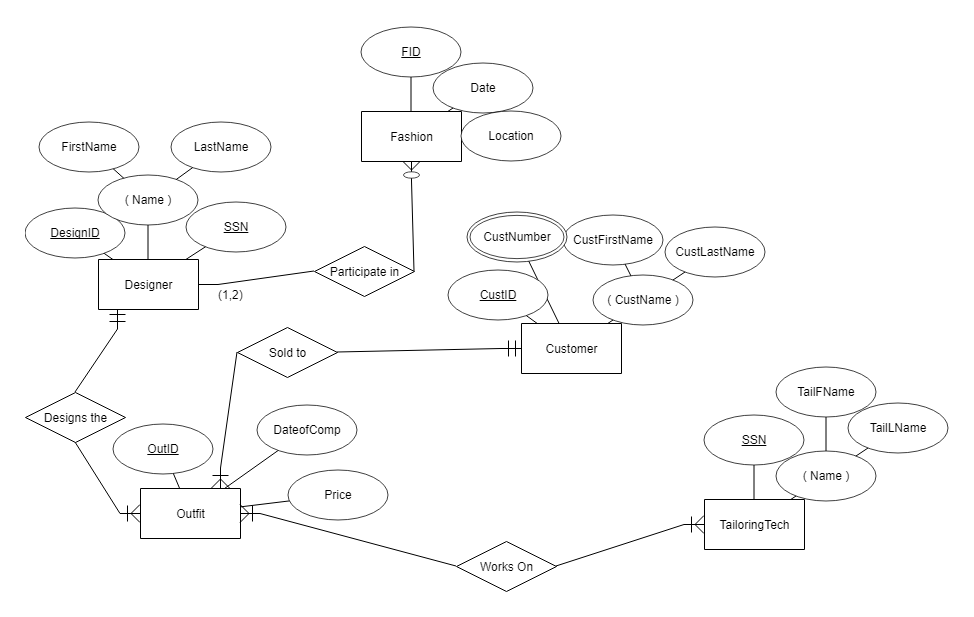 FID
Date
Fashion
Location
FirstName
LastName
( Name )
DesignID
SSN
Designer
(1,2)
Participate in
CustNumber
CustFirstName
CustLastName
CustID
( CustName )
Customer
Sold to
Designs the
OutID
DateofComp
Price
Outfit
TailFName
TailLName
SSN
( Name )
TailoringTech
Works On